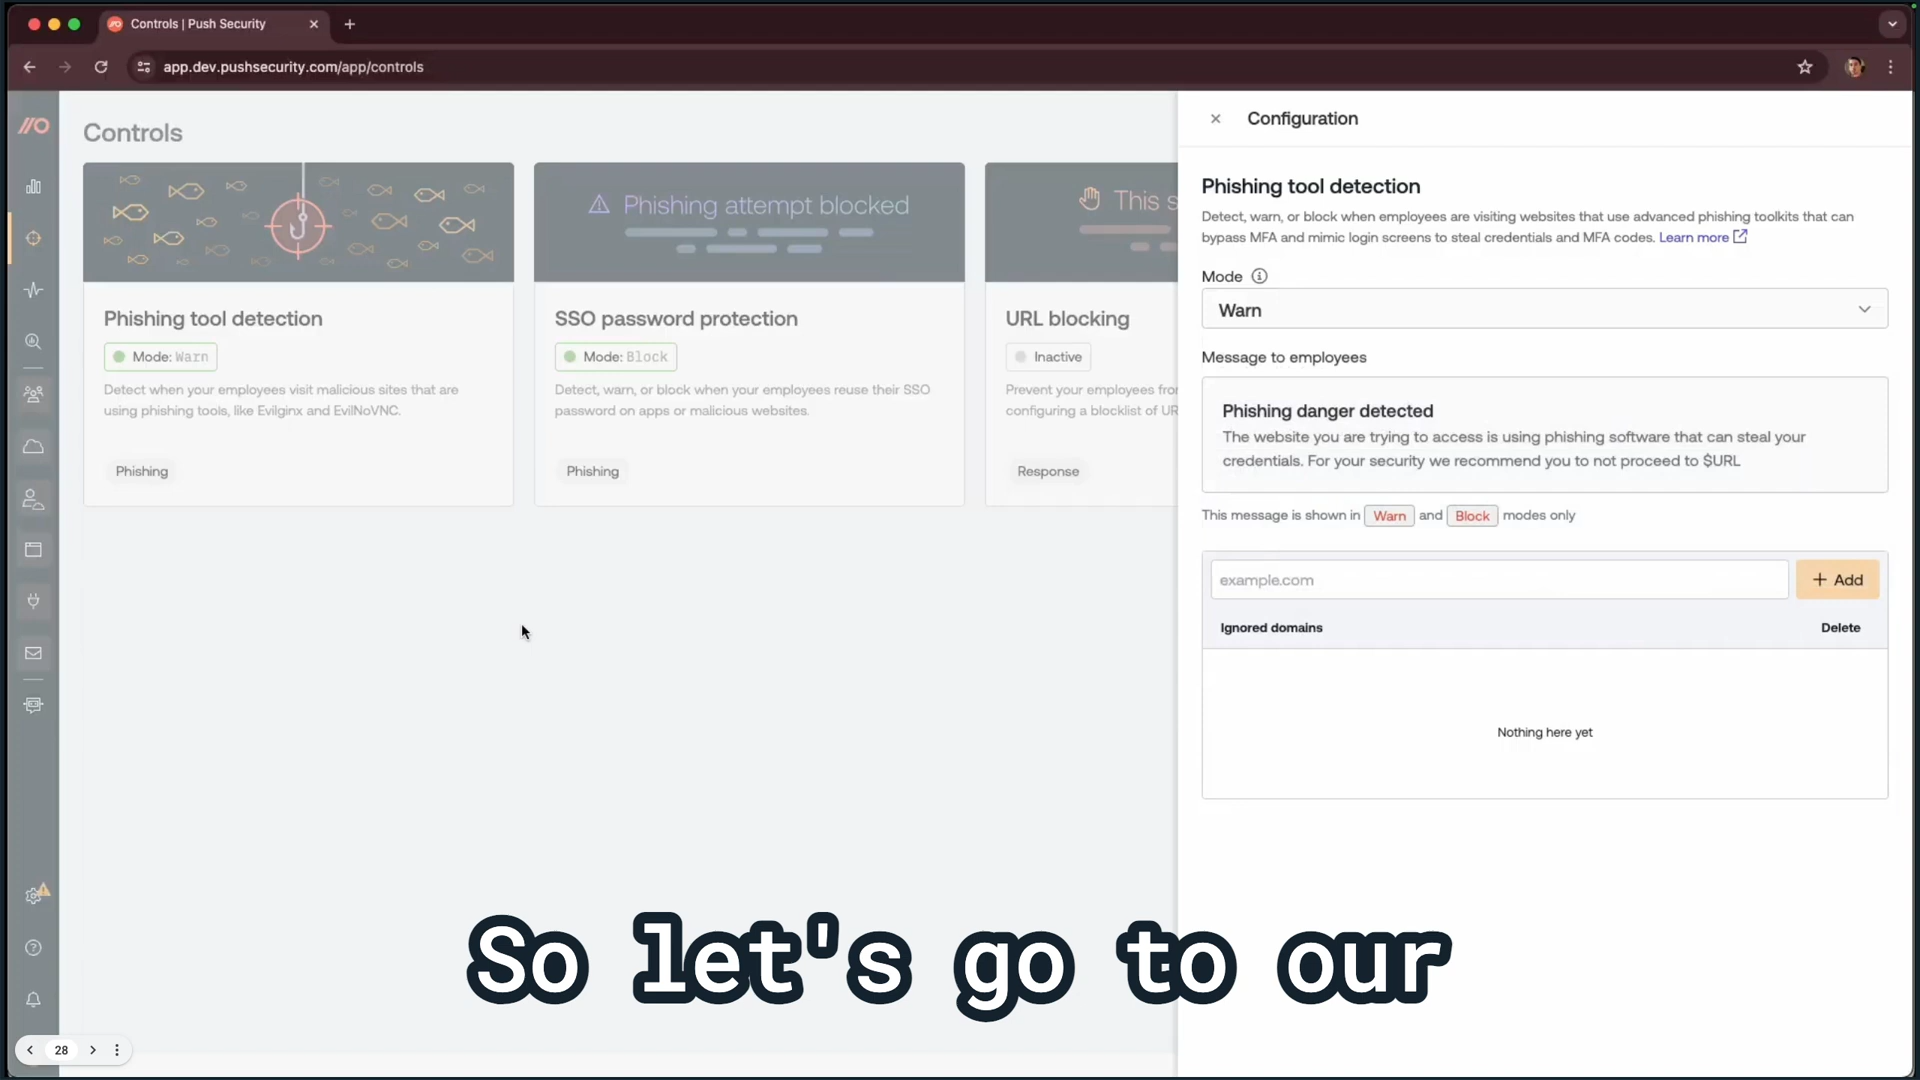 Controls | Push Security
app.dev.pushsecurity.com/app/controls
Controls
Phishing attempt blocked
This s
Phishing tool detection
Mode: Warn
Detect when your employees visit malicious sites that are
using phishing tools, like Evilginx and EvilNoVNC.
Phishing
SSO password protection
Mode: Block
Detect, warn, or block when your employees reuse their SSO
password on apps or malicious websites.
Phishing
URL blocking
Inactive
Prevent your employees fro
configuring a blocklist of UR
Response
Configuration
Phishing tool detection
Detect, warn, or block when employees are visiting websites that use advanced phishing toolkits that can
bypass MFA and mimic login screens to steal credentials and MFA codes. Learn more
Mode
Warn
Message to employees
Phishing danger detected
The website you are trying to access is using phishing software that can steal your
credentials. For your security we recommend you to not proceed to $URL
This message is shown in Warn and Block modes only
example.com
+ Add
Ignored domains Delete
Nothing here yet
So let's go to our
28